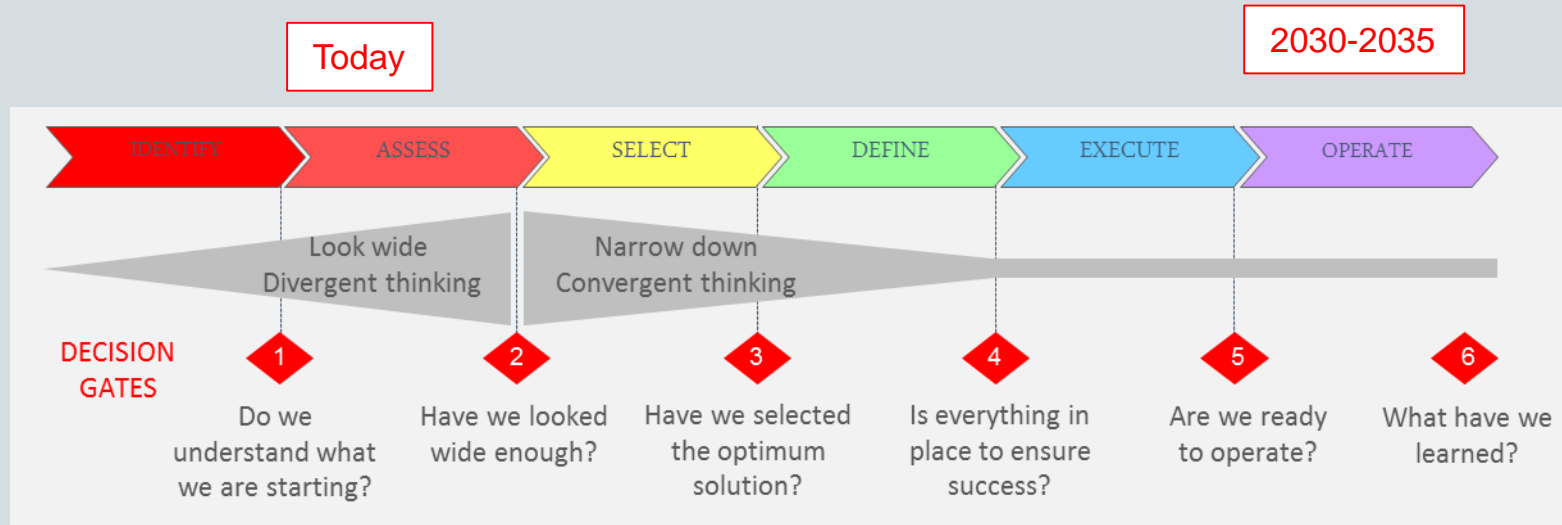 Today
2030-2035
IDENTIFY
ASSESS
SELECT
DEFINE
EXECUTE
OPERATE
Look wide
Divergent thinking
Narrow down
Convergent thinking
DECISION
GATES
1
2
3
4
5
6
Do we
understand what
we are starting?
Have we looked
wide enough?
Have we selected
the optimum
solution?
Is everything in
place to ensure
success?
Are we ready
to operate?
What have we
learned?